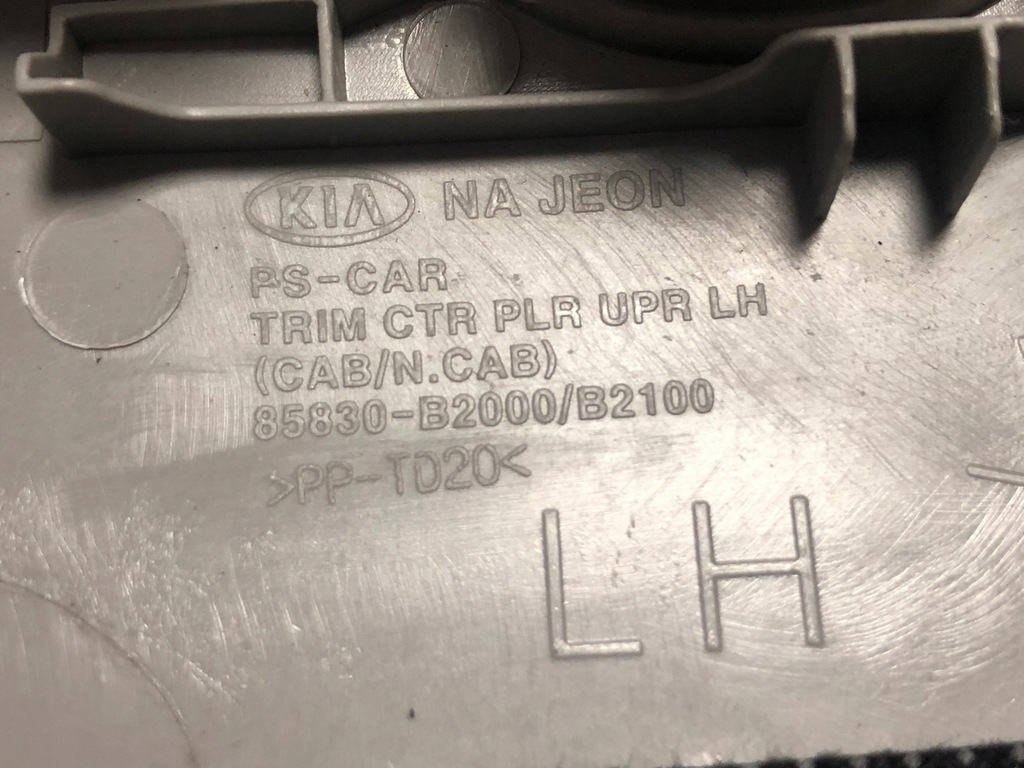 KIA NA JEON
PS-CAR
TRIM CTR PLR UPR LH
(CAB/N.CAB)
85830-B2000/B2100
>PP-TD20<
LH